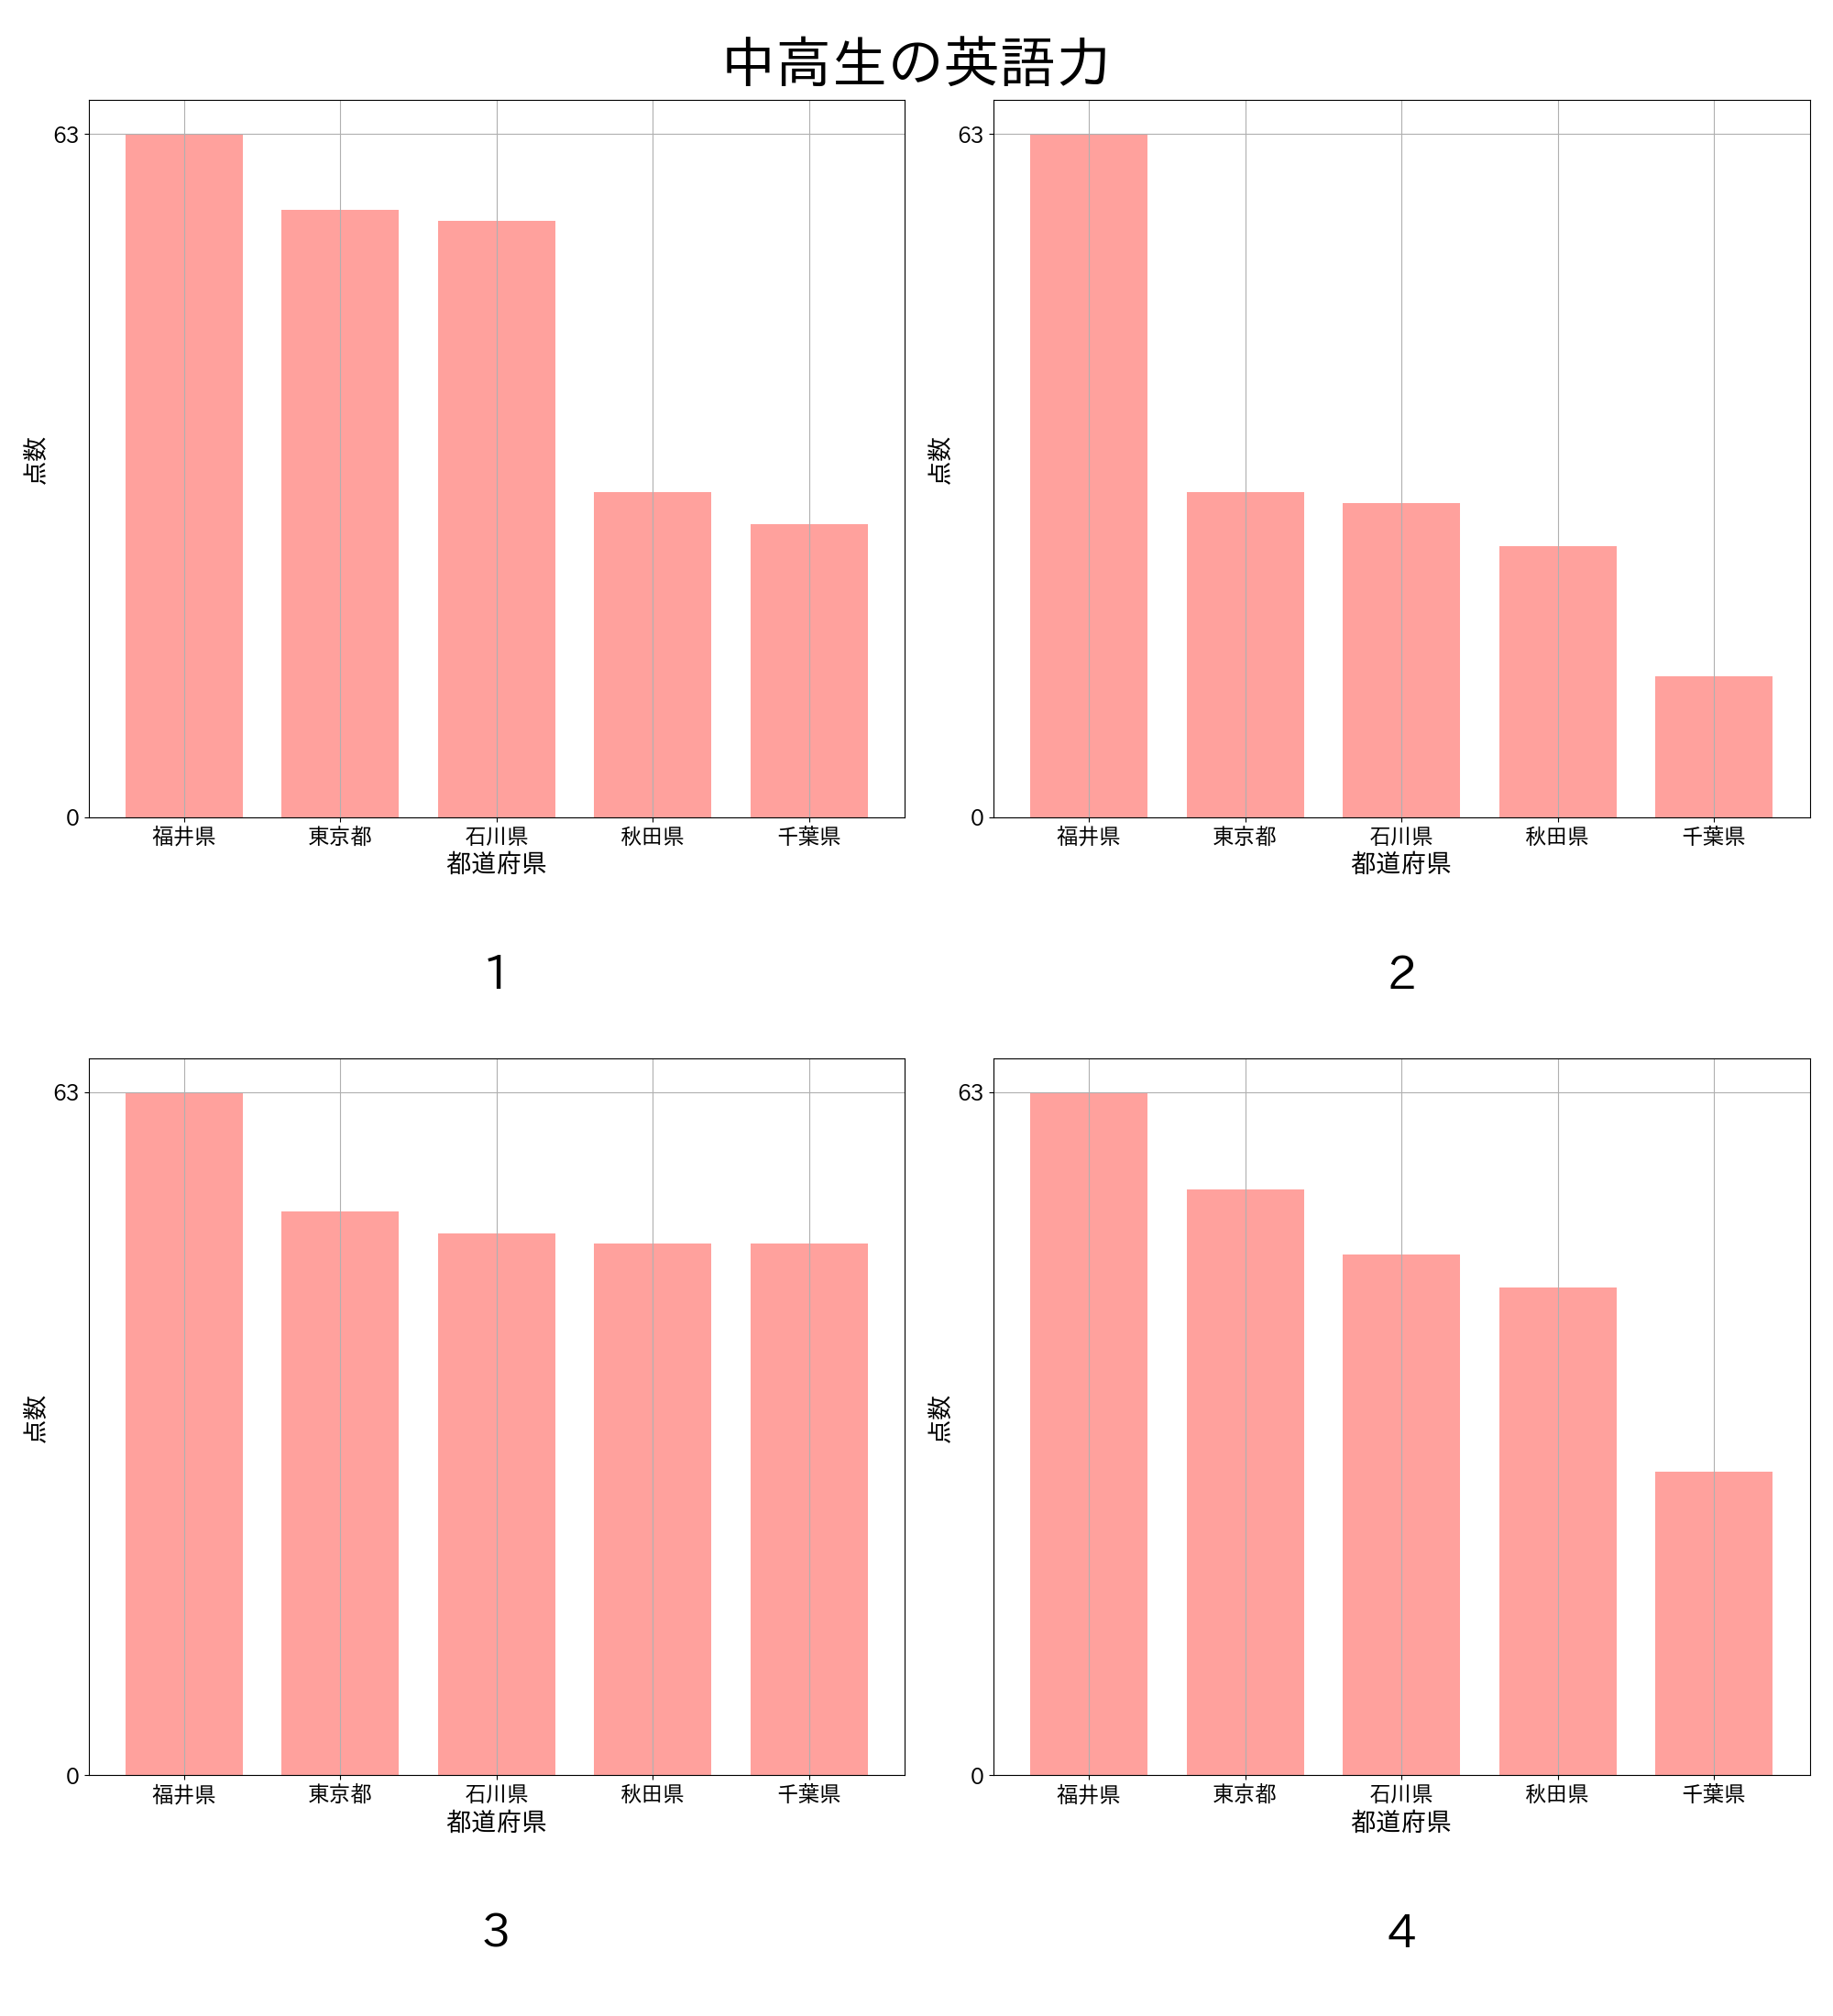 中高生の英語力
63
点数
0
福井県 東京都 石川県 秋田県 千葉県
都道府県
1
63
点数
0
福井県 東京都 石川県 秋田県 千葉県
都道府県
2
63
点数
0
福井県 東京都 石川県 秋田県 千葉県
都道府県
3
63
点数
0
福井県 東京都 石川県 秋田県 千葉県
都道府県
4